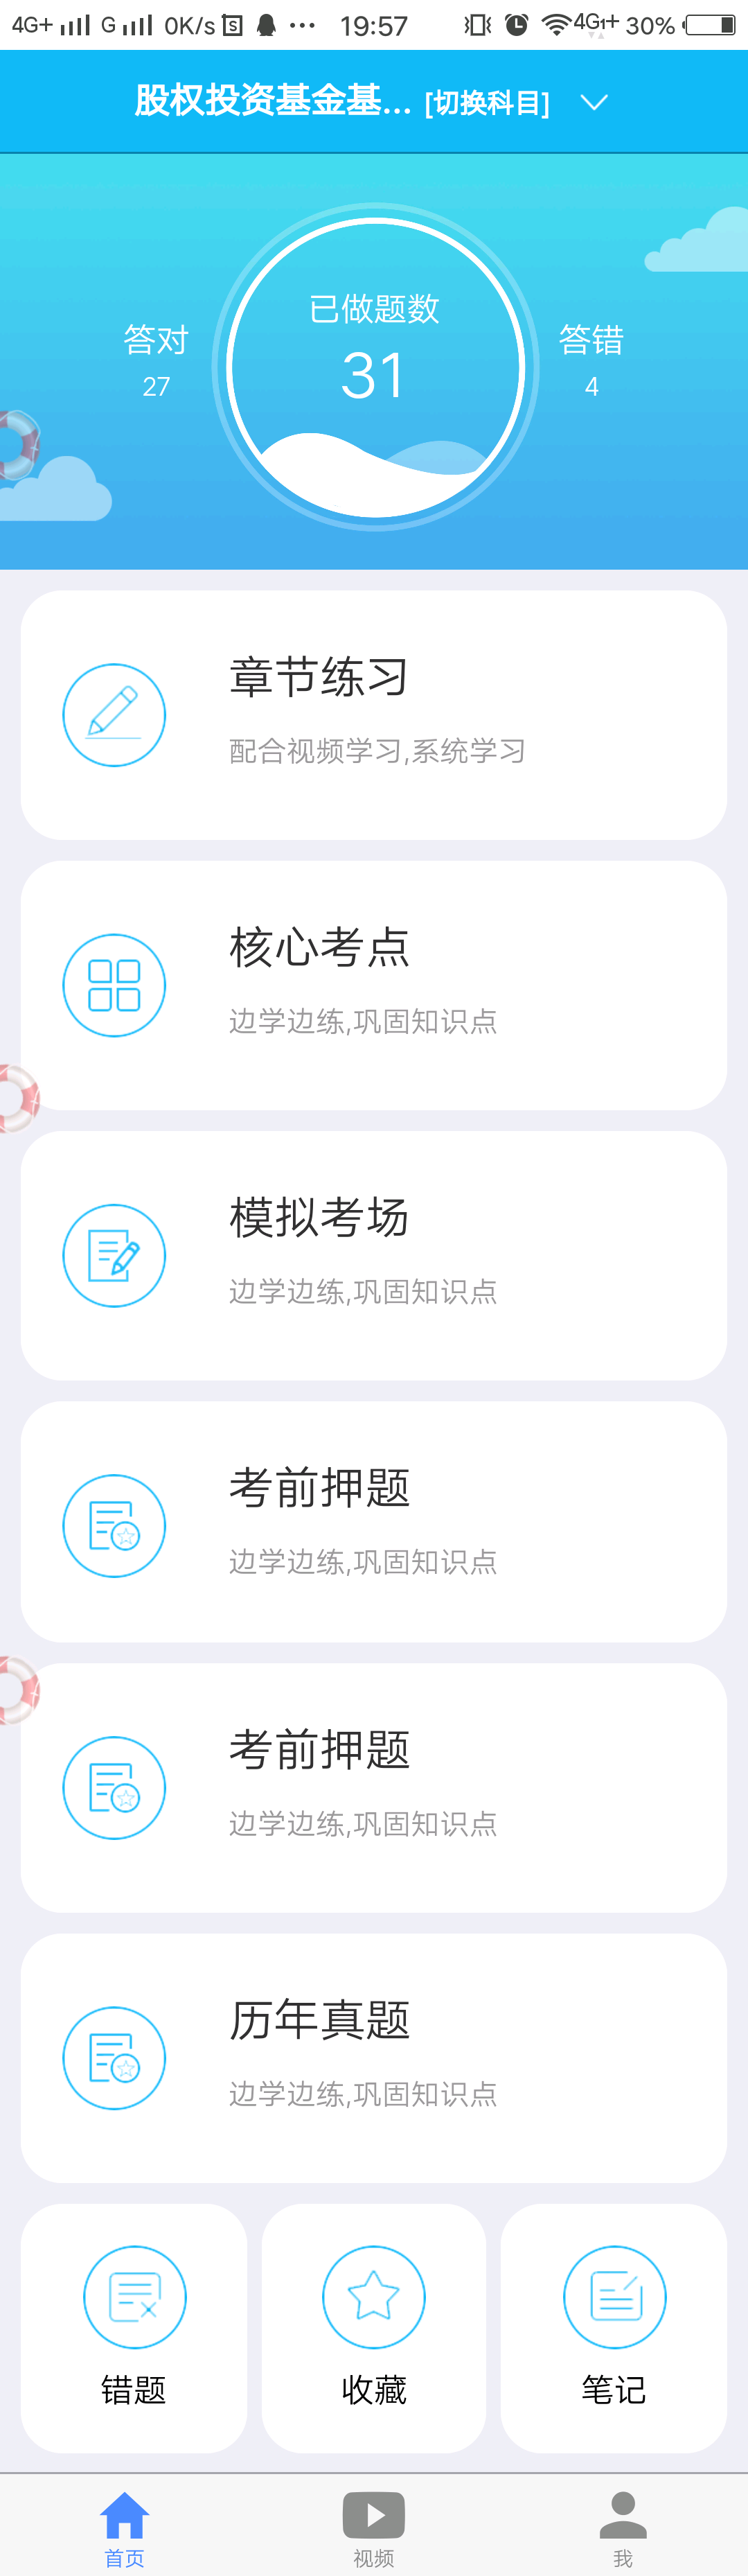 4G+ G 0K/s 19:57 4G+ 30%
股权投资基金基... [切换科目]
已做题数
31
答对
27
答错
4
章节练习
配合视频学习,系统学习
核心考点
边学边练,巩固知识点
模拟考场
边学边练,巩固知识点
考前押题
边学边练,巩固知识点
考前押题
边学边练,巩固知识点
历年真题
边学边练,巩固知识点
错题 收藏 笔记
首页 视频 我